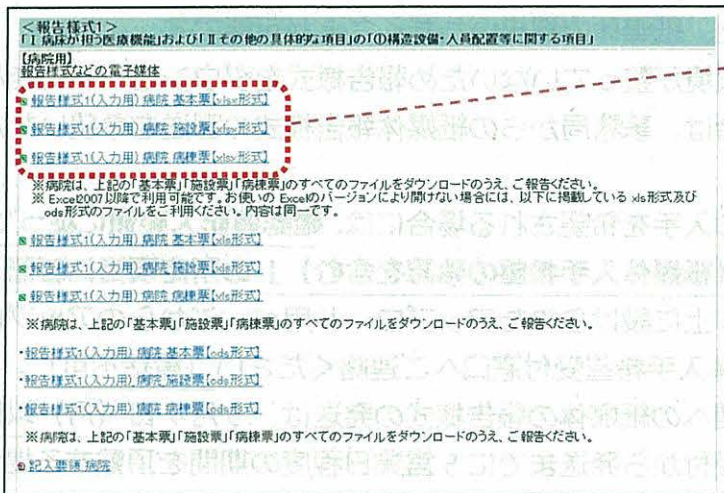 ＜報告様式1＞
「Ⅰ 病床が担う医療機能」および「Ⅱその他の具体的な項目」の「①構造設備・人員配置等に関する項目」
【病院用】
報告様式などの電子媒体
報告様式1(入力用) 病院 基本票【xlsx形式】
報告様式1(入力用) 病院 施設票【xlsx形式】
報告様式1(入力用) 病院 病棟票【xlsx形式】
※病院は、上記の「基本票」「施設票」「病棟票」のすべてのファイルをダウンロードのうえ、ご報告ください。
※ Excel2007以降で利用可能です。お使いの Excelのバージョンにより開けない場合には、以下に掲載している xls形式及び
ods形式のファイルをご利用ください。内容は同一です。
報告様式1(入力用) 病院 基本票【xls形式】
報告様式1(入力用) 病院 施設票【xls形式】
報告様式1(入力用) 病院 病棟票【xls形式】
※病院は、上記の「基本票」「施設票」「病棟票」のすべてのファイルをダウンロードのうえ、ご報告ください。
・報告様式1(入力用) 病院 基本票【ods形式】
・報告様式1(入力用) 病院 施設票【ods形式】
・報告様式1(入力用) 病院 病棟票【ods形式】
※病院は、上記の「基本票」「施設票」「病棟票」のすべてのファイルをダウンロードのうえ、ご報告ください。
記入要領 病院